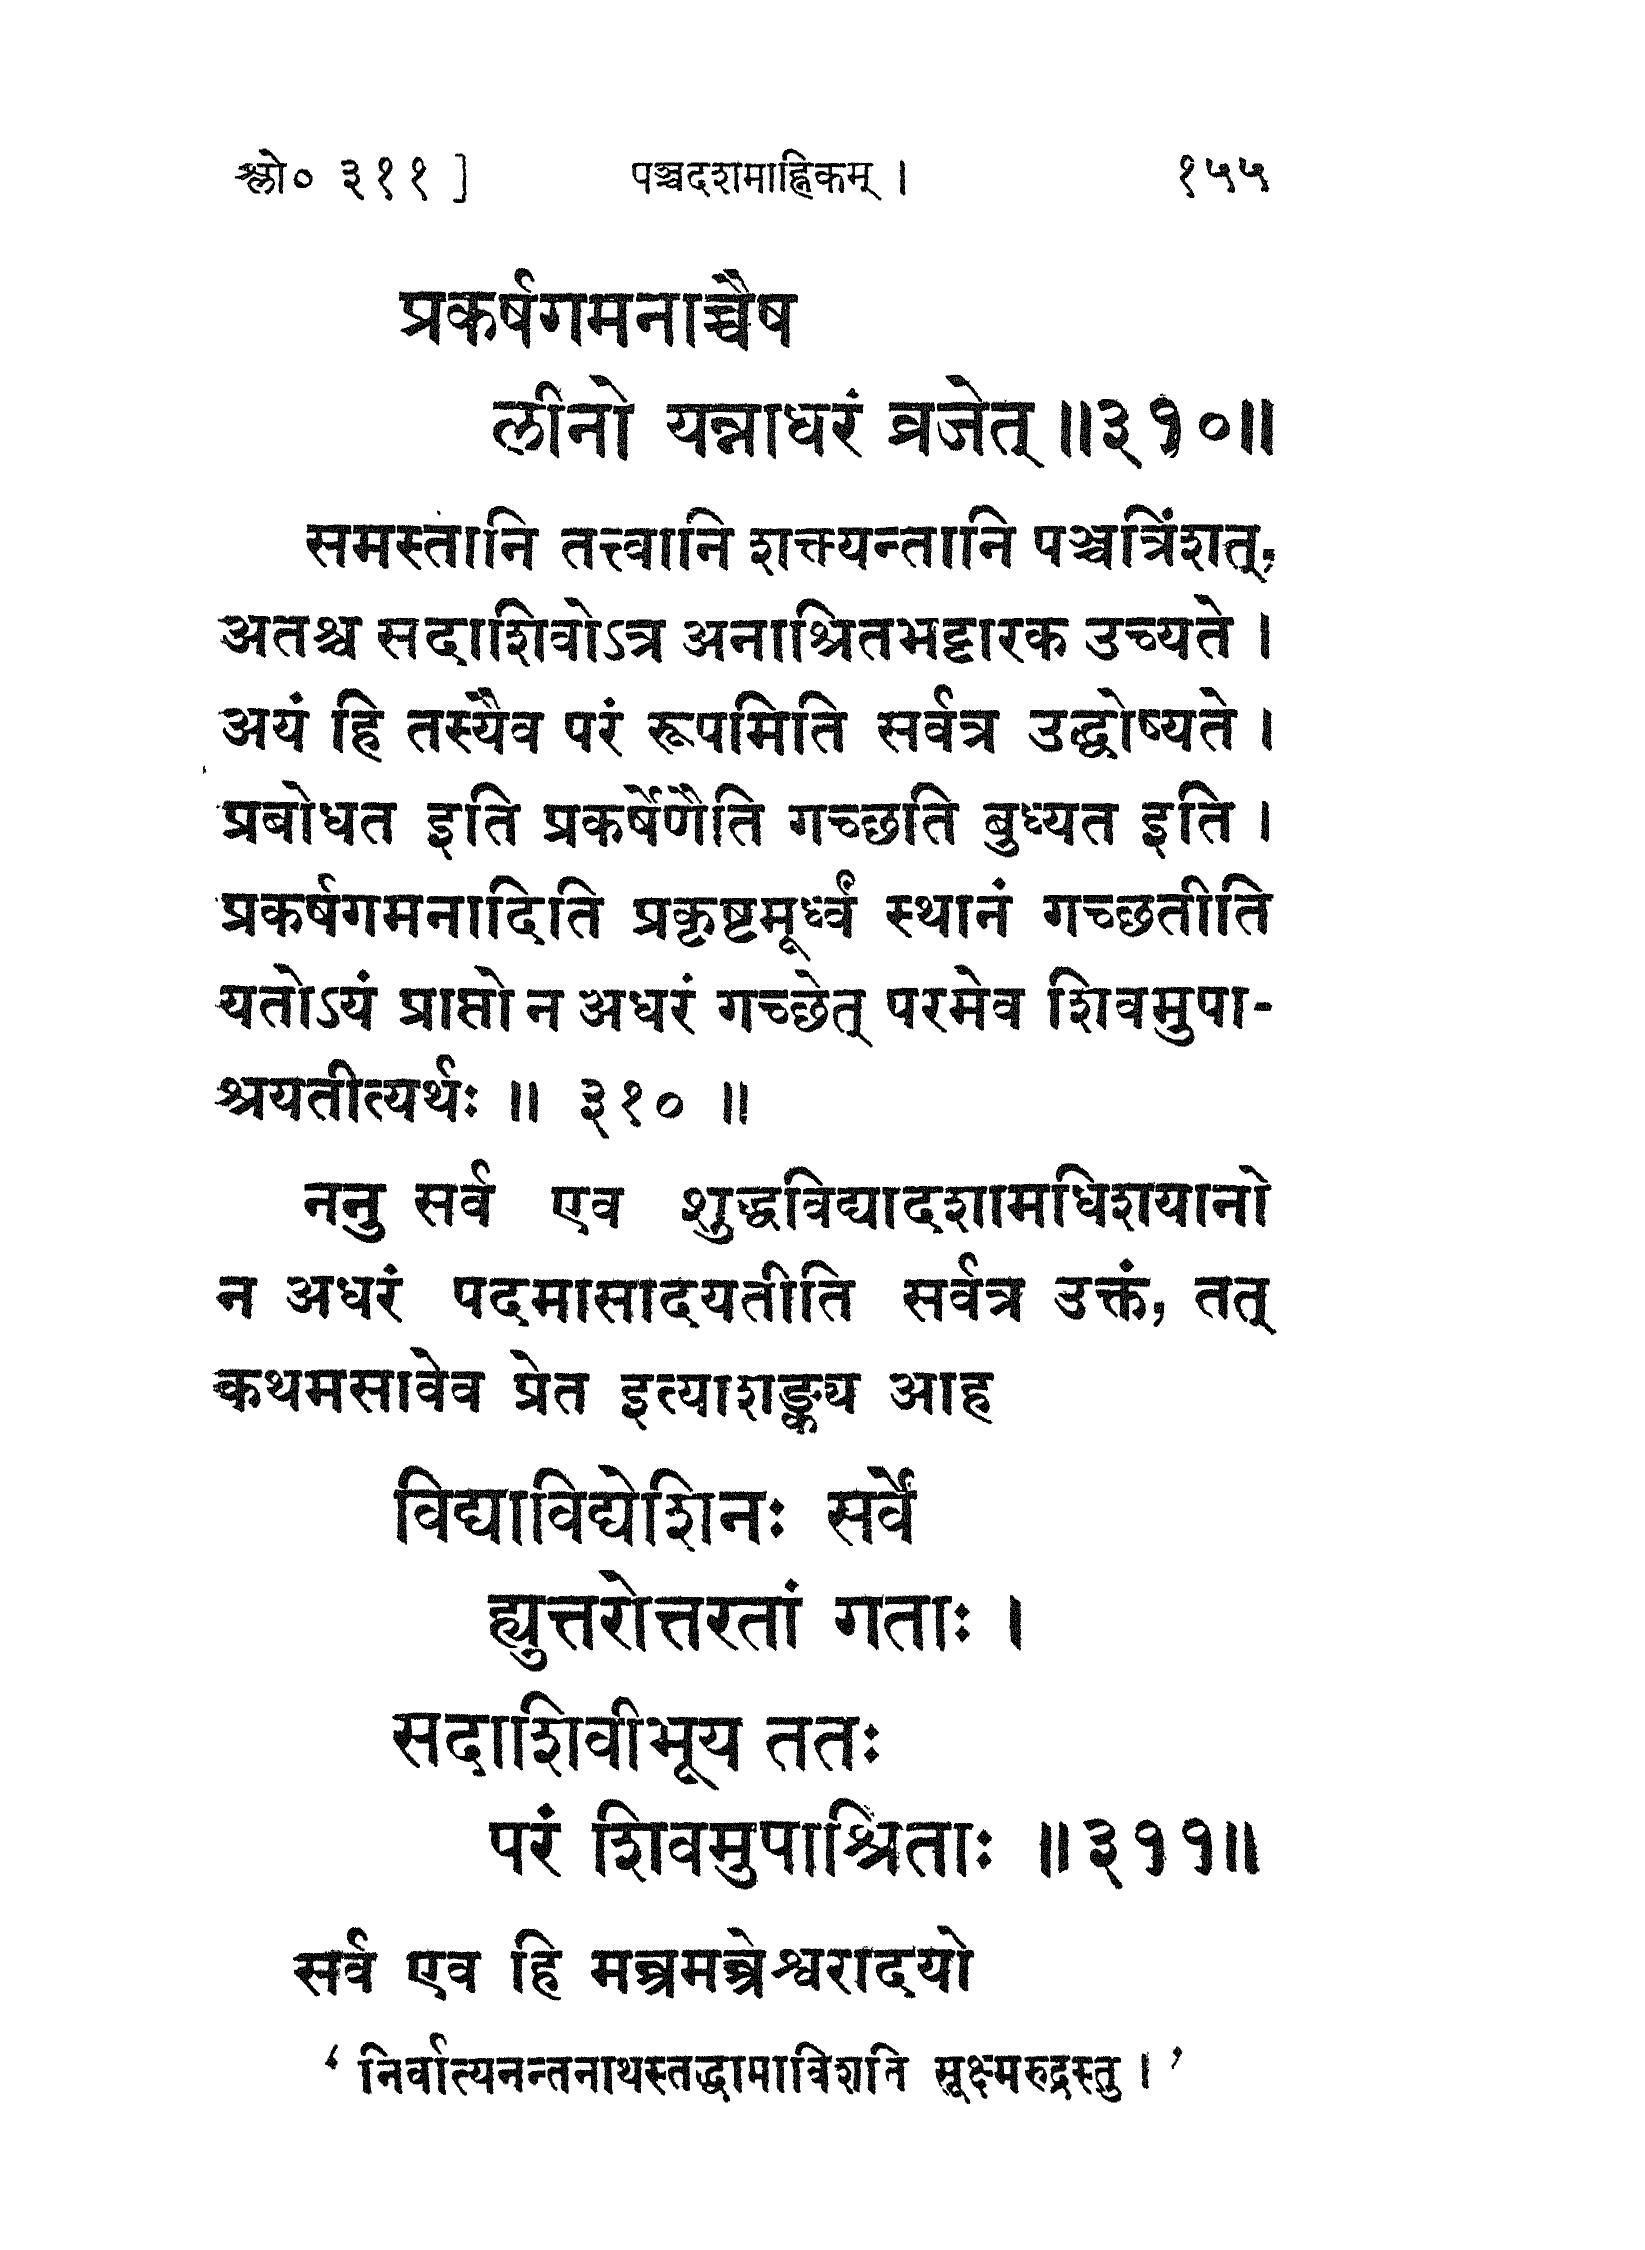 श्लो० ३११ ] पञ्चदशमाह्निकम् । १५५
प्रकर्षगमनाच्चैष
लीनो यन्नाधरं व्रजेत् ॥३१०॥
समस्तानि तत्त्वानि शक्त्यन्तानि पञ्चत्रिंशत्,
अतश्च सदाशिवोऽत्र अनाश्रितभट्टारक उच्यते ।
अयं हि तस्यैव परं रूपमिति सर्वत्र उद्घोष्यते ।
प्रबोधत इति प्रकर्षेणैति गच्छति बुध्यत इति ।
प्रकर्षगमनादिति प्रकृष्टमूर्ध्वं स्थानं गच्छतीति
यतोऽयं प्राप्तो न अधरं गच्छेत् परमेव शिवमुपा-
श्रयतीत्यर्थः ॥ ३१० ॥
ननु सर्व एव शुद्धविद्यादशामधिशयानो
न अधरं पदमासादयतीति सर्वत्र उक्तं, तत्
कथमसावेव प्रेत इत्याशङ्क्य आह
विद्याविद्येशिनः सर्वे
ह्युत्तरोत्तरतां गताः ।
सदाशिवीभूय ततः
परं शिवमुपाश्रिताः ॥३११॥
सर्व एव हि मन्त्रमन्त्रेश्वरादयो
‘ निर्वात्यनन्तनाथस्तद्धामाविशति सूक्ष्मरुद्रस्तु । ’